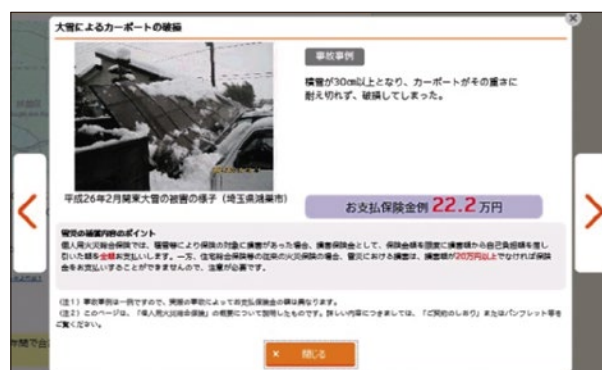 大雪によるカーポートの破損
事故事例
積雪が30cm以上となり、カーポートがその重さに
耐え切れず、破損してしまった。
平成26年2月関東大雪の被害の様子（埼玉県鴻巣市）
お支払保険金例 22.2万円
雪災の補償内容のポイント
個人用火災総合保険では、積雪等により保険の対象に損害があった場合、損害保険金として、保険金額を限度に損害額から自己負担額を差し
引いた額を全額お支払いします。一方、住宅総合保険等の従来の火災保険の場合、雪災における損害は、損害額が20万円以上でなければ保険
金をお支払いすることができませんので、注意が必要です。
（注1）事故事例は一例ですので、実際の事故によってお支払保険金の額は異なります。
（注2）このページは、「個人用火災総合保険」の概要について説明したものです。詳しい内容につきましては、「ご契約のしおり」またはパンフレット等を
ご覧ください。
× 閉じる